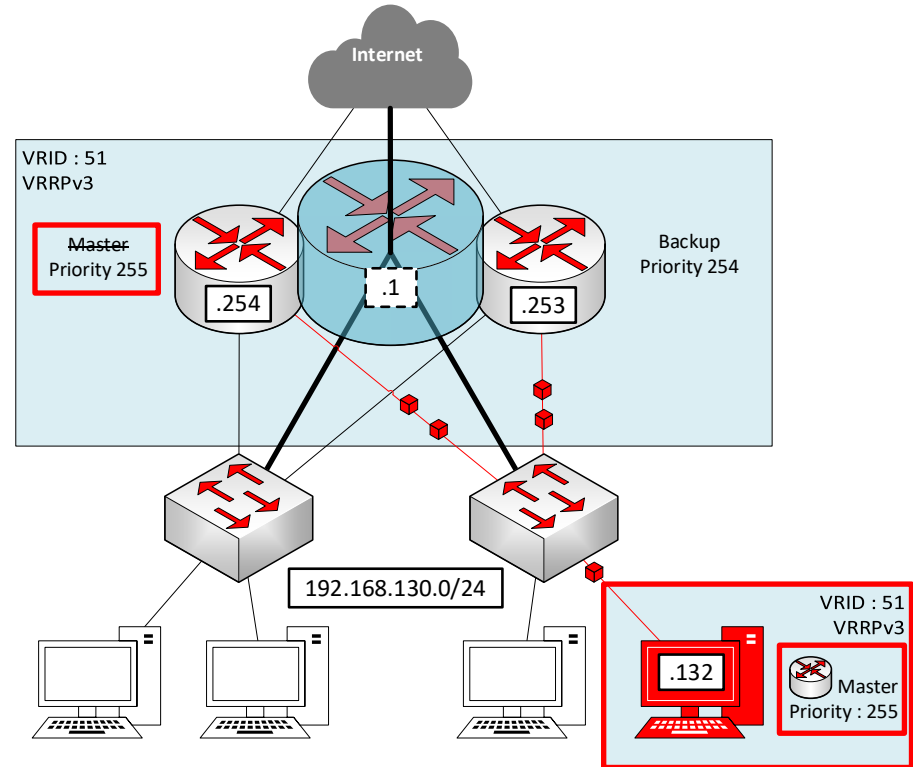 Internet
VRID : 51
VRRPv3
Master
Priority 255
Backup
Priority 254
.254
.1
.253
192.168.130.0/24
VRID : 51
VRRPv3
.132
Master
Priority : 255